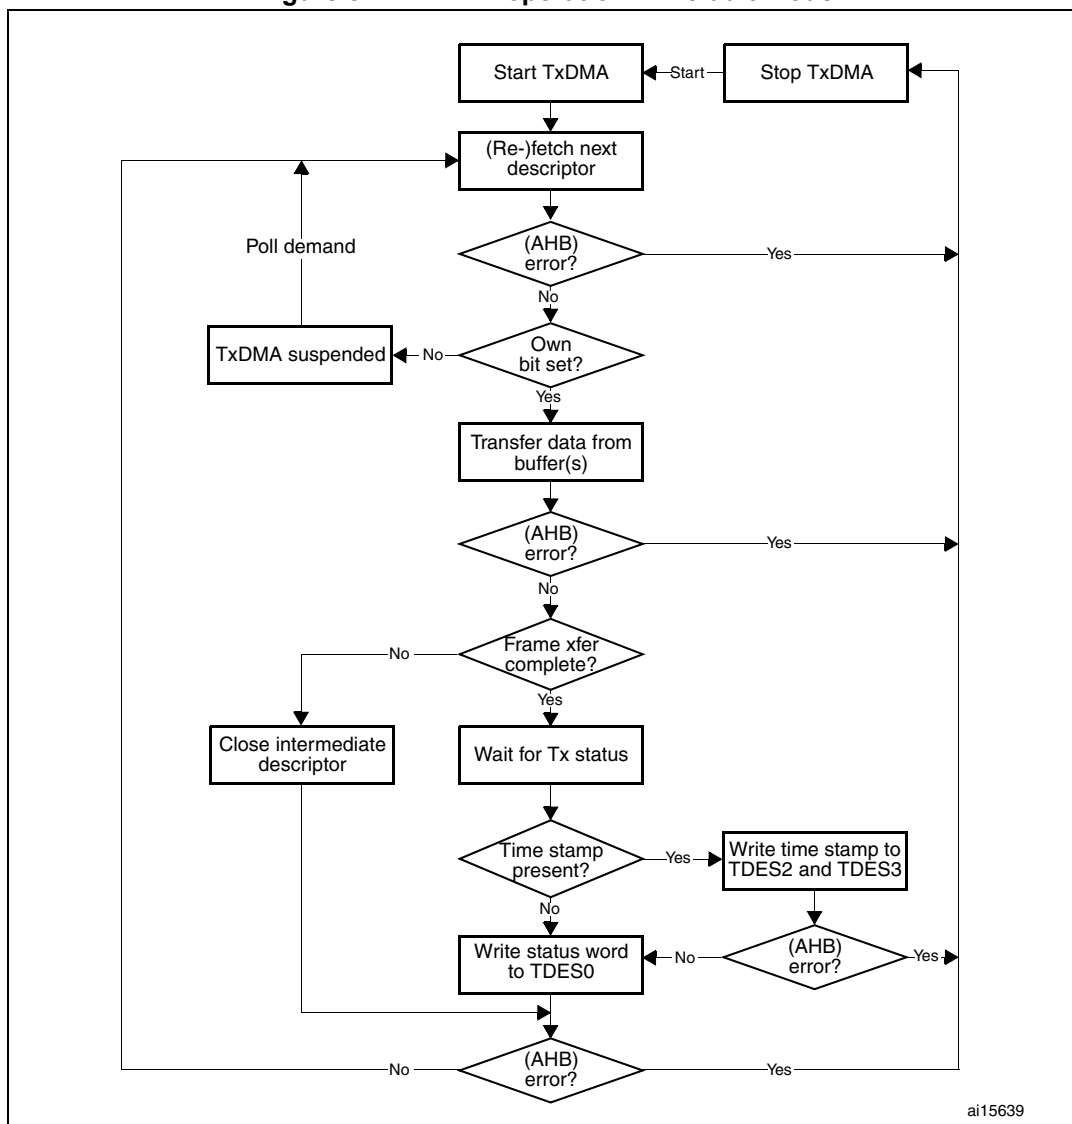 Start TxDMA
Start
Stop TxDMA
(Re-)fetch next
descriptor
Poll demand
(AHB)
error?
Yes
No
TxDMA suspended
No
Own
bit set?
Yes
Transfer data from
buffer(s)
(AHB)
error?
Yes
No
No
Frame xfer
complete?
Yes
Close intermediate
descriptor
Wait for Tx status
Time stamp
present?
Yes
Write time stamp to
TDES2 and TDES3
No
Write status word
to TDES0
No
(AHB)
error?
Yes
No
(AHB)
error?
Yes
ai15639